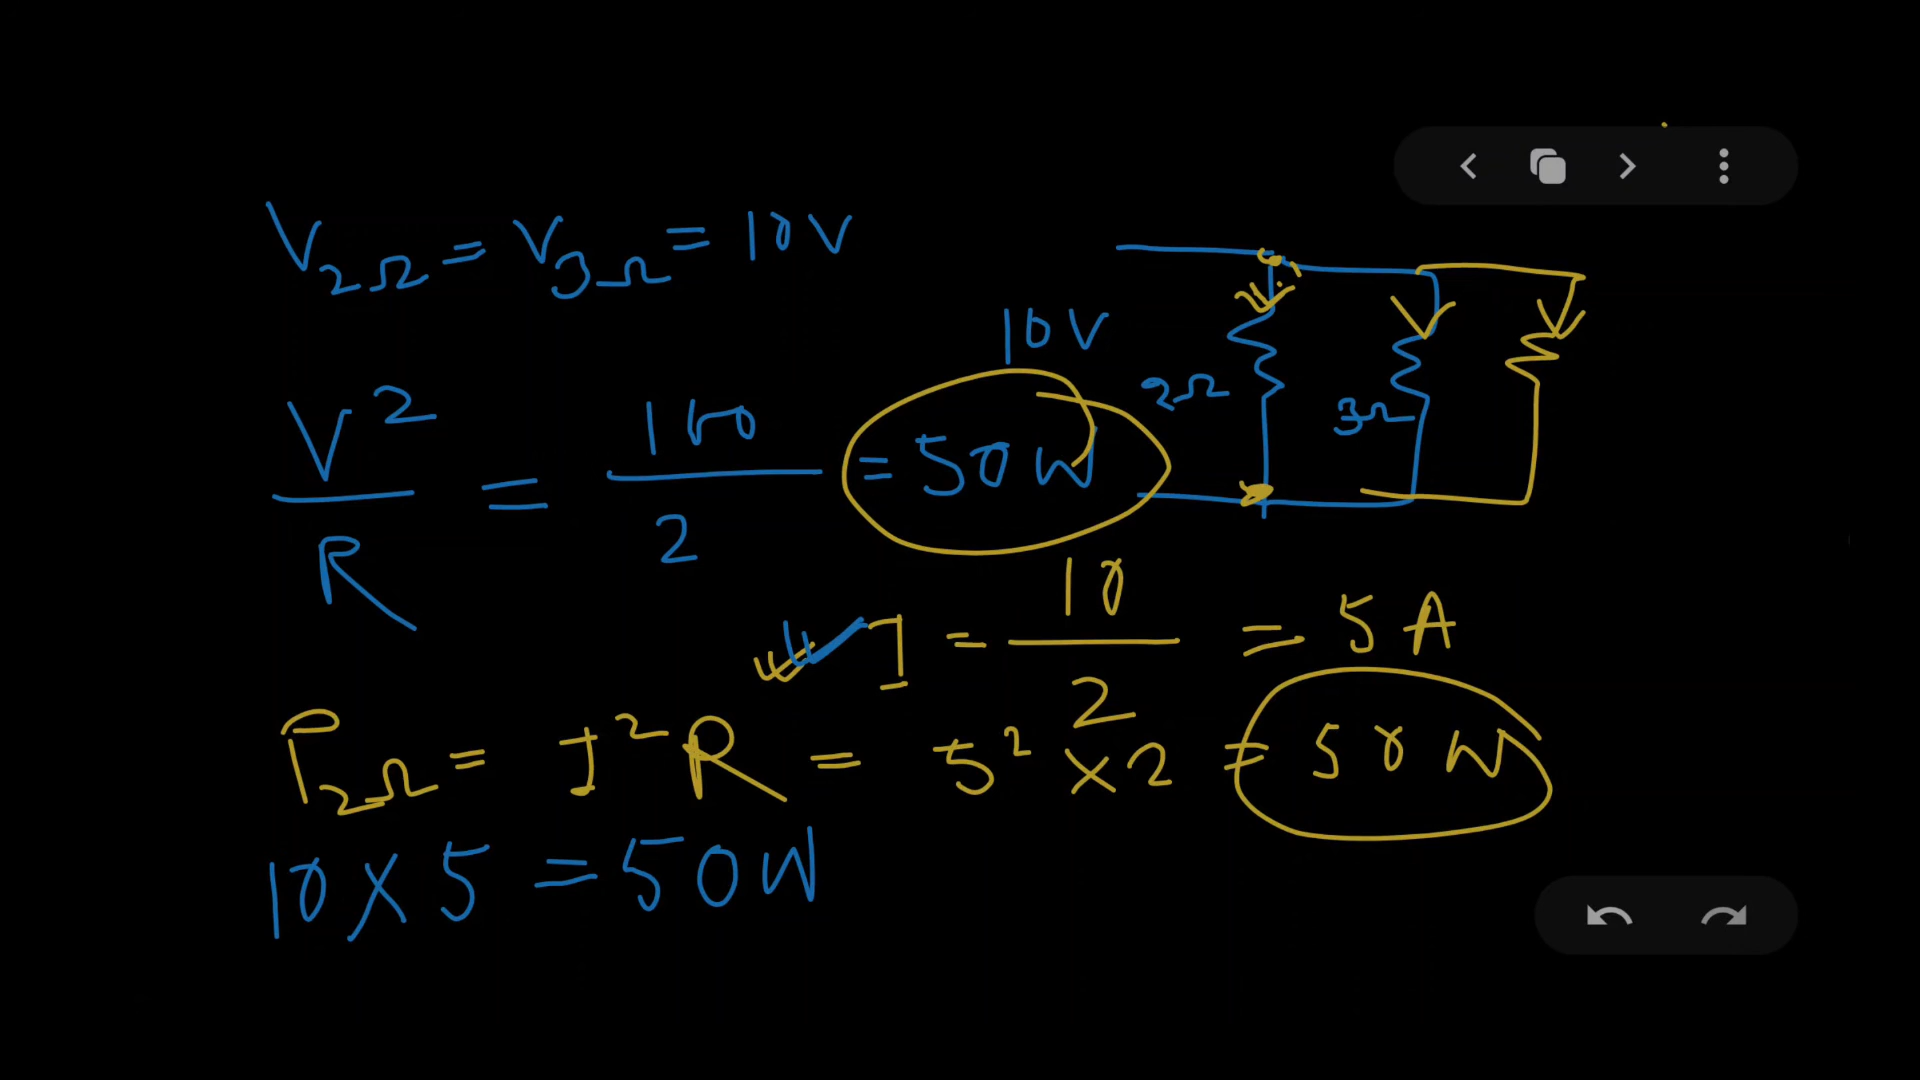 V₂Ω = V₃Ω = 10V
10V
2Ω
3Ω
V²/R = 100/2 = 50W
I = 10/2 = 5A
P₂Ω = I²R = 5² × 2 = 50W
10 × 5 = 50W